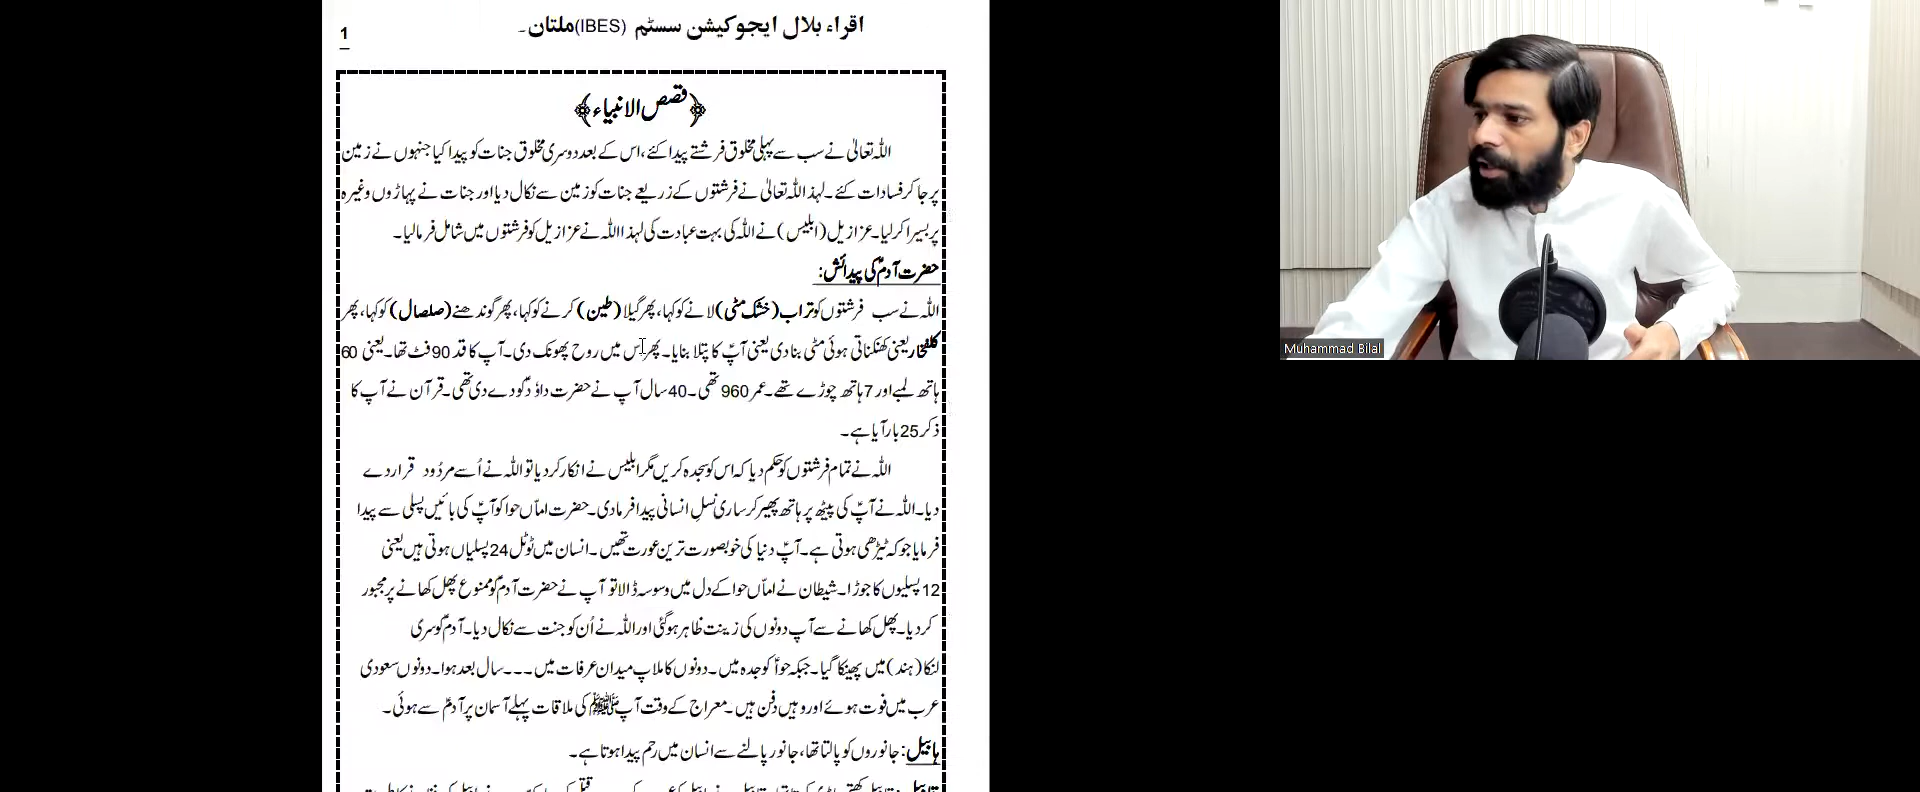 اقراء بلال ایجوکیشن سسٹم (IBES) ملتان۔
1
﴿قصص الانبیاء﴾
اللہ تعالیٰ نے سب سے پہلی مخلوق فرشتے پیدا کئے، اس کے بعد دوسری مخلوق جنات کو پیدا کیا جنہوں نے زمین
پر جا کر فسادات کئے۔ لہذا اللہ تعالیٰ نے فرشتوں کے زریعے جنات کو زمین سے نکال دیا اور جنات نے پہاڑوں وغیرہ
پر بسیرا کر لیا۔ عزازیل (ابلیس) نے اللہ کی بہت عبادت کی لہذا اللہ نے عزازیل کو فرشتوں میں شامل فرمالیا۔
حضرت آدمؑ کی پیدائش:
اللہ نے سب فرشتوں کو تراب (خشک مٹی) لانے کو کہا، پھر گیلا (طین) کرنے کو کہا، پھر گوندھنے (صلصال) کو کہا، پھر
کلفخار یعنی کھنکناتی ہوئی مٹی بنا دی یعنی آپؑ کا پتلا بنایا۔ پھر اس میں روح پھونک دی۔ آپ کا قد 90 فٹ تھا۔ یعنی 60
ہاتھ لمبے اور 7 ہاتھ چوڑے تھے۔ عمر 960 تھی۔ 40 سال آپ نے حضرت داؤدؑ کو دے دی تھی۔ قرآن نے آپ کا
ذکر 25 بار آیا ہے۔
اللہ نے تمام فرشتوں کو حکم دیا کہ اس کو سجدہ کریں مگر ابلیس نے انکار کر دیا تو اللہ نے اُسے مردُود قرار دے
دیا۔ اللہ نے آپؑ کی پیٹھ پر ہاتھ پھیر کر ساری نسلِ انسانی پیدا فرما دی۔ حضرت اماّں حوا کو آپؑ کی بائیں پسلی سے پیدا
فرمایا جو کہ ٹیڑھی ہوتی ہے۔ آپؑ دنیا کی خوبصورت ترین عورت تھیں۔ انسان میں ٹوٹل 24 پسلیاں ہوتی ہیں یعنی
12 پسلیوں کا جوڑا۔ شیطان نے اماّں حوا کے دل میں وسوسہ ڈالا تو آپ نے حضرت آدمؑ کو ممنوع پھل کھانے پر مجبور
کر دیا۔ پھل کھانے سے آپ دونوں کی زینت ظاہر ہوگئی اور اللہ نے اُن کو جنت سے نکال دیا۔ آدمؑ کو سری
لنکا (ہند) میں پھینکا گیا۔ جبکہ حواؑ کو جدہ میں۔ دونوں کا ملاپ میدان عرفات میں۔۔۔ سال بعد ہوا۔ دونوں سعودی
عرب میں فوت ہوئے اور وہیں دفن ہیں۔ معراج کے وقت آپ ﷺ کی ملاقات پہلے آسمان پر آدمؑ سے ہوئی۔
ہابیل: جانوروں کو پالتا تھا، جانور پالنے سے انسان میں رحم پیدا ہوتا ہے۔
Muhammad Bilal